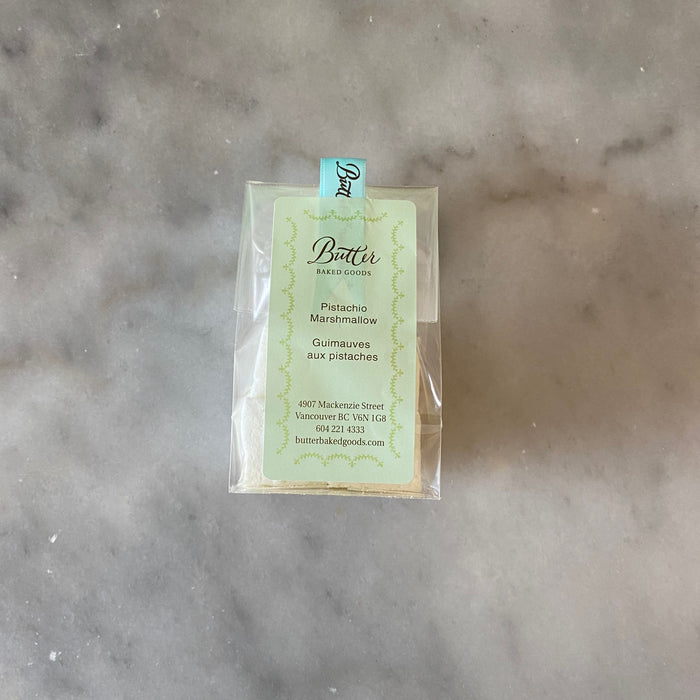 Butter
BAKED GOODS
Pistachio
Marshmallow
Guimauves
aux pistaches
4907 Mackenzie Street
Vancouver BC V6N 1G8
604 221 4333
butterbakedgoods.com